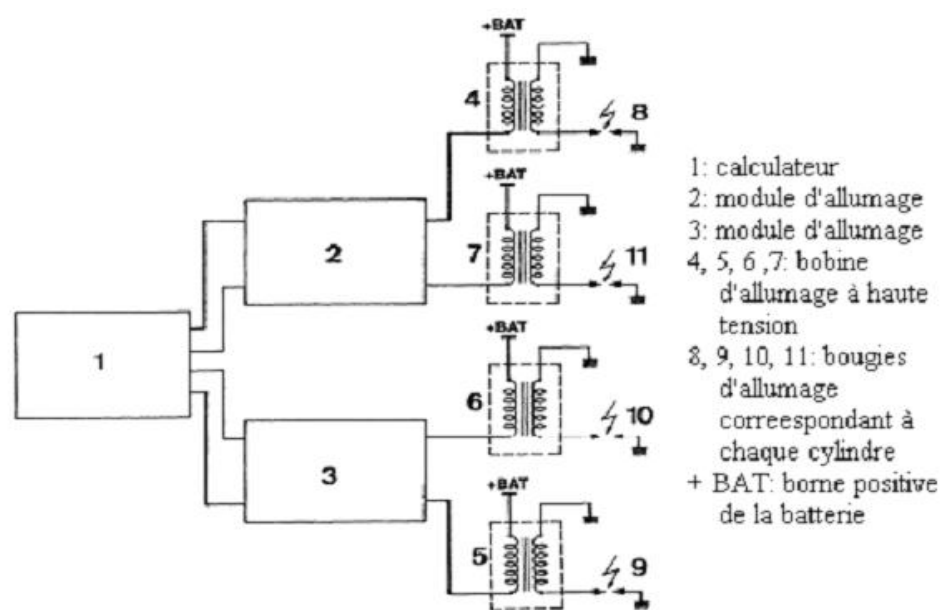 +BAT
4
8
+BAT
2
7
11
1
+BAT
6
10
3
+BAT
5
9
1: calculateur
2: module d'allumage
3: module d'allumage
4, 5, 6 ,7: bobine
d'allumage à haute
tension
8, 9, 10, 11: bougies
d'allumage
correespondant à
chaque cylindre
+ BAT: borne positive
de la batterie